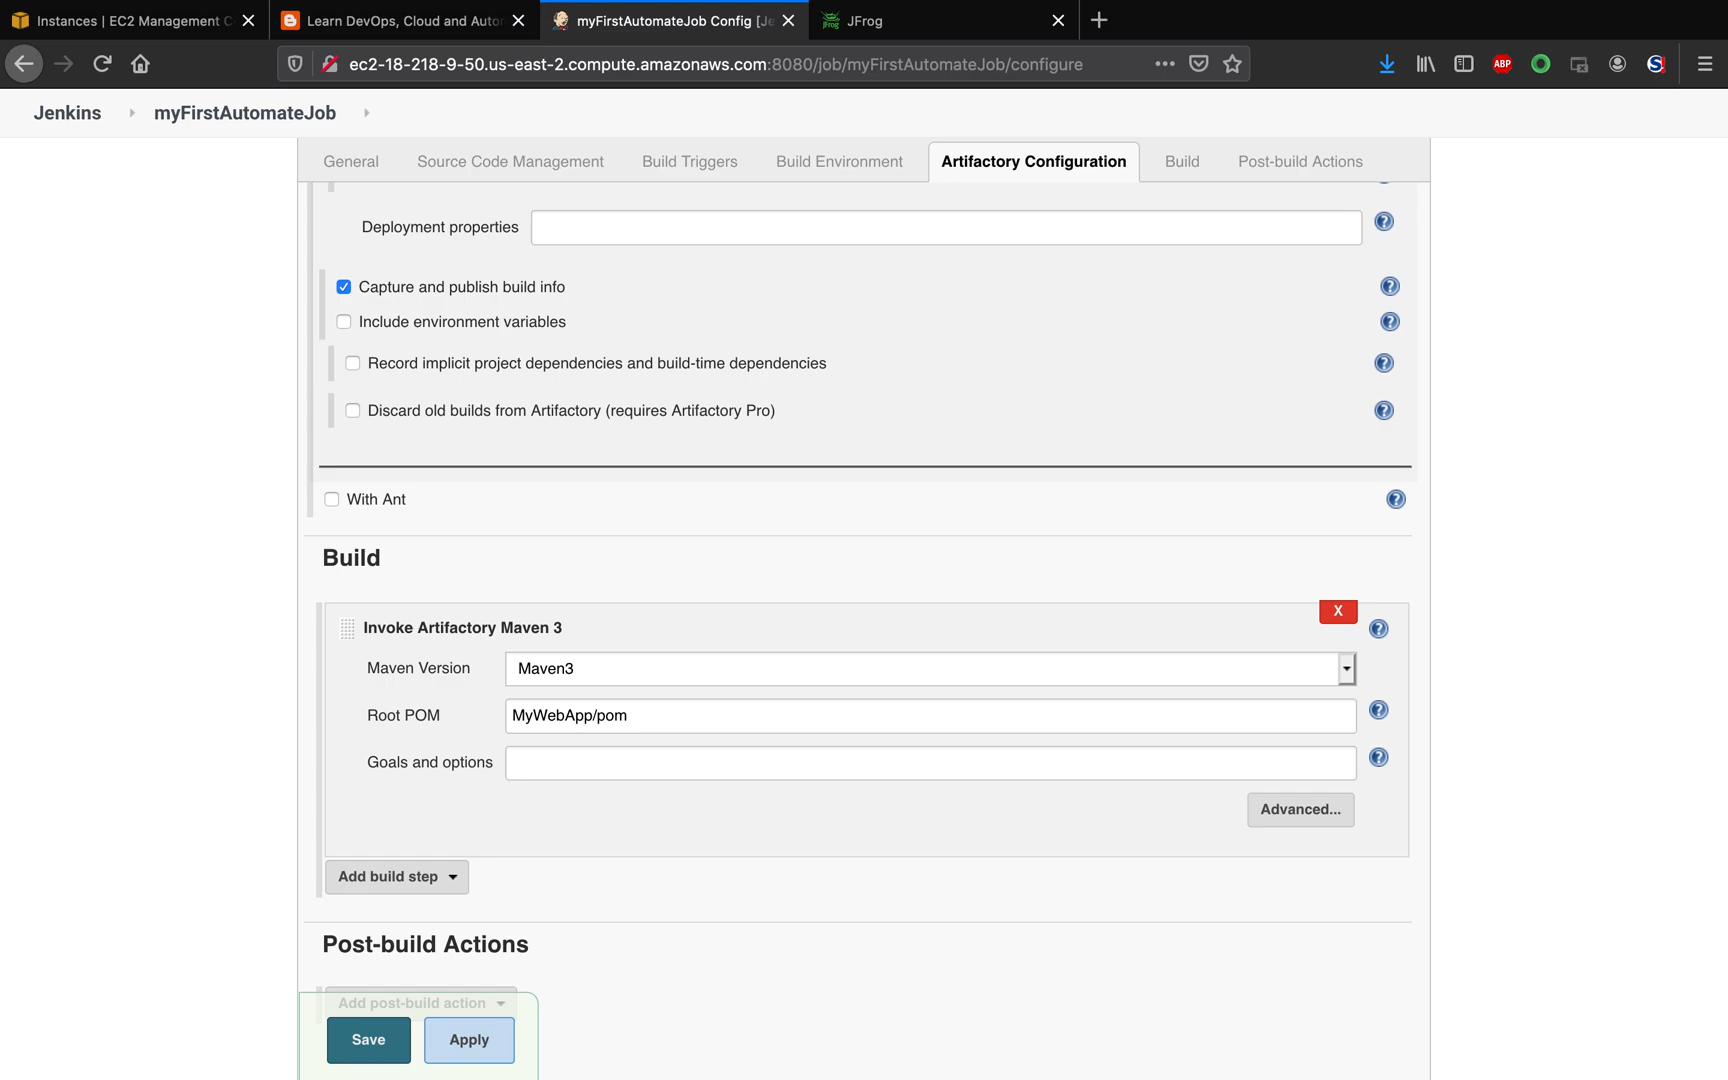 Instances | EC2 Management C
Learn DevOps, Cloud and Auto
myFirstAutomateJob Config [Je
JFrog
ec2-18-218-9-50.us-east-2.compute.amazonaws.com:8080/job/myFirstAutomateJob/configure
ABP
Jenkins
myFirstAutomateJob
General
Source Code Management
Build Triggers
Build Environment
Artifactory Configuration
Build
Post-build Actions
Deployment properties
Capture and publish build info
Include environment variables
Record implicit project dependencies and build-time dependencies
Discard old builds from Artifactory (requires Artifactory Pro)
With Ant
Build
X
Invoke Artifactory Maven 3
Maven Version
Maven3
Root POM
MyWebApp/pom
Goals and options
Advanced...
Add build step
Post-build Actions
Add post-build action
Save
Apply